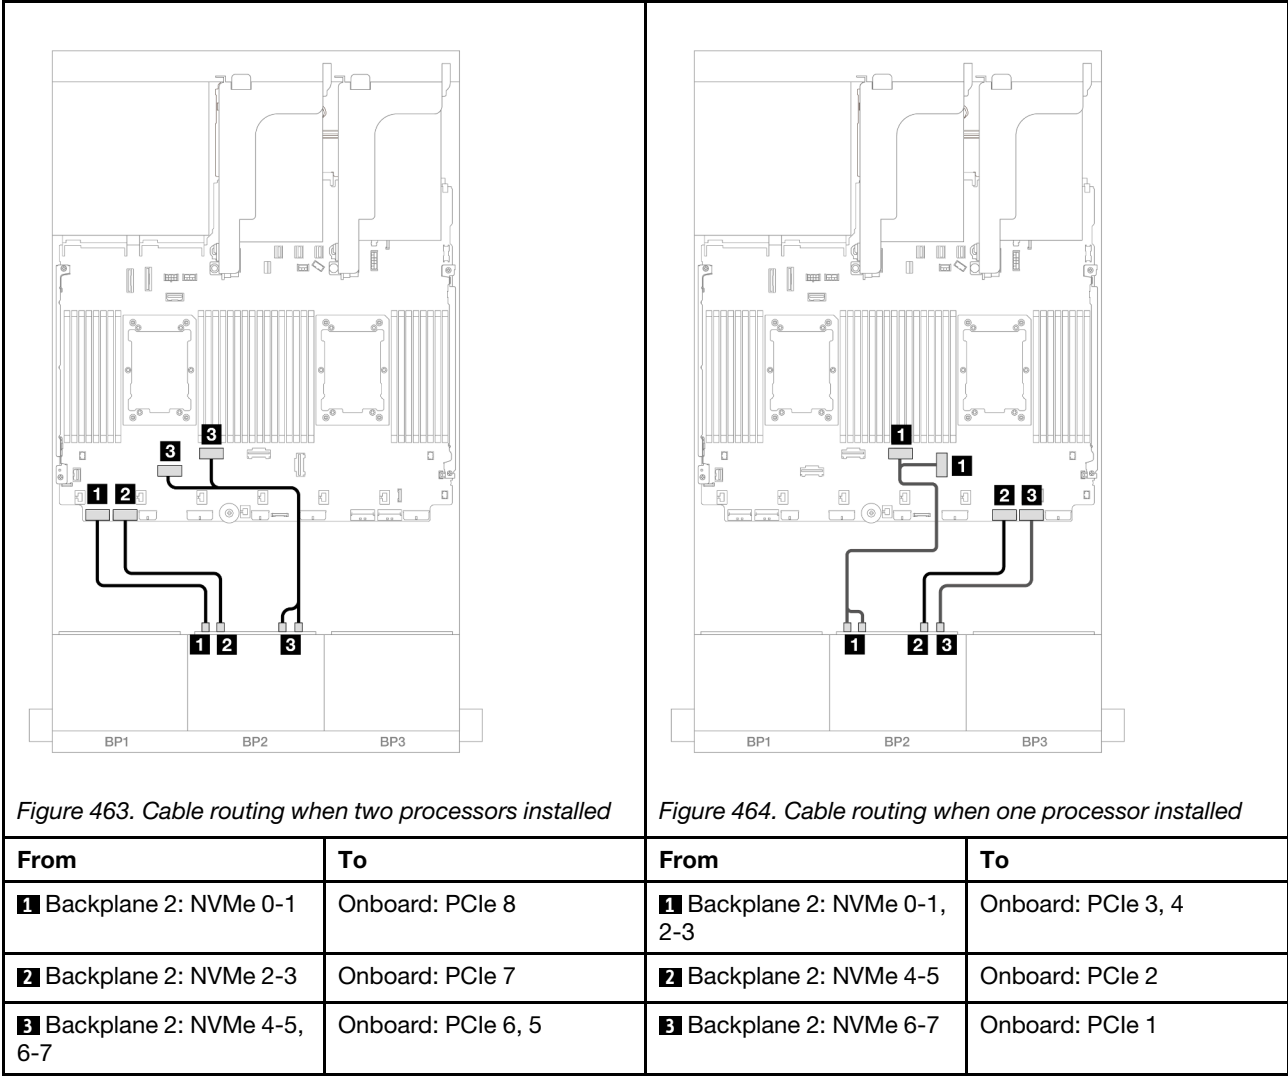 3
3
1 2
1 2 3
BP1 BP2 BP3
Figure 463. Cable routing when two processors installed
1
1
2 3
1 2 3
BP1 BP2 BP3
Figure 464. Cable routing when one processor installed
From To From To
1 Backplane 2: NVMe 0-1 Onboard: PCIe 8 1 Backplane 2: NVMe 0-1, Onboard: PCIe 3, 4
2-3
2 Backplane 2: NVMe 2-3 Onboard: PCIe 7 2 Backplane 2: NVMe 4-5 Onboard: PCIe 2
3 Backplane 2: NVMe 4-5, Onboard: PCIe 6, 5 3 Backplane 2: NVMe 6-7 Onboard: PCIe 1
6-7